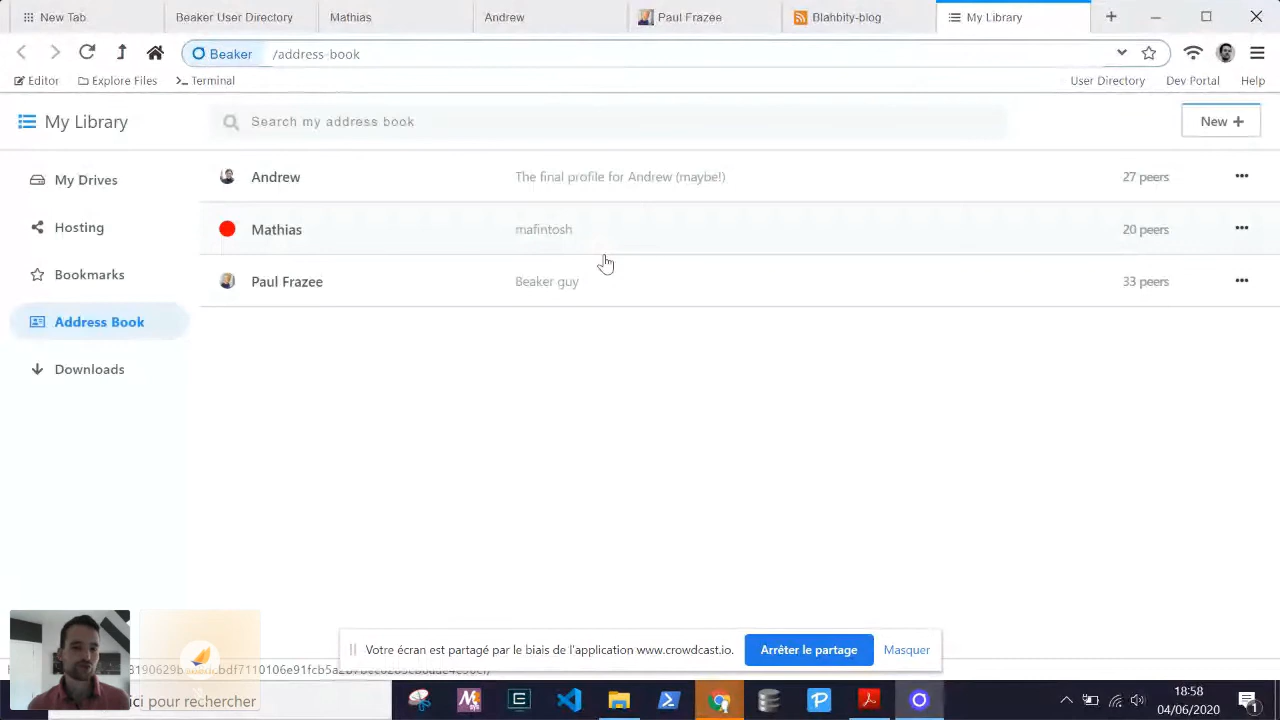 New Tab
Beaker User Directory
Mathias
Andrew
Paul Frazee
Blahbity-blog
My Library
Beaker
/address-book
Editor
Explore Files
Terminal
User Directory
Dev Portal
Help
My Library
Search my address book
New +
My Drives
Hosting
Bookmarks
Address Book
Downloads
Andrew
The final profile for Andrew (maybe!)
27 peers
Mathias
mafintosh
20 peers
Paul Frazee
Beaker guy
33 peers
Votre écran est partagé par le biais de l'application www.crowdcast.io.
Arrêter le partage
Masquer
ici pour rechercher
18:58
04/06/2020
1